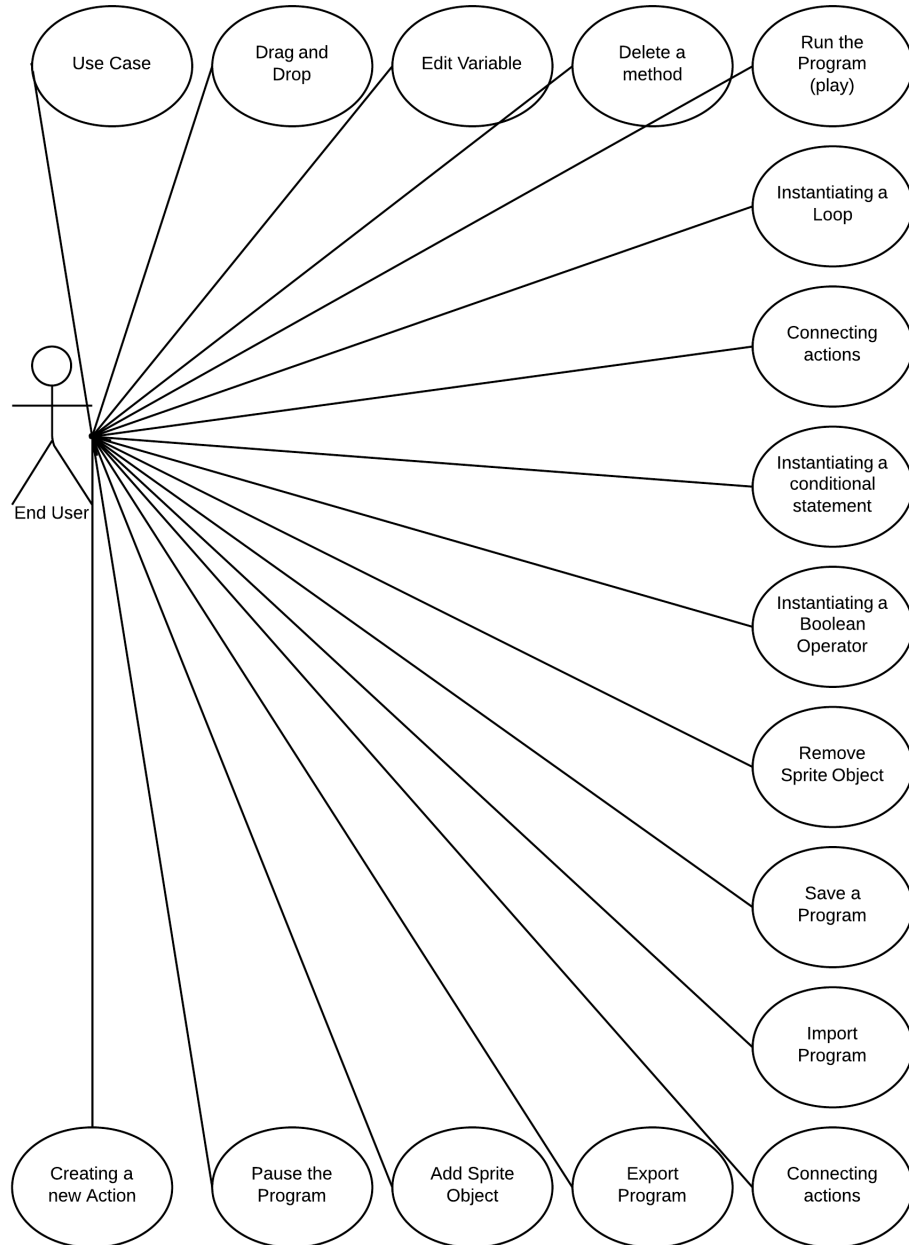 Use Case
Drag and
Drop
Edit Variable
Delete a
method
Run the
Program
(play)
Instantiating a
Loop
Connecting
actions
End User
Instantiating a
conditional
statement
Instantiating a
Boolean
Operator
Remove
Sprite Object
Save a
Program
Import
Program
Creating a
new Action
Pause the
Program
Add Sprite
Object
Export
Program
Connecting
actions